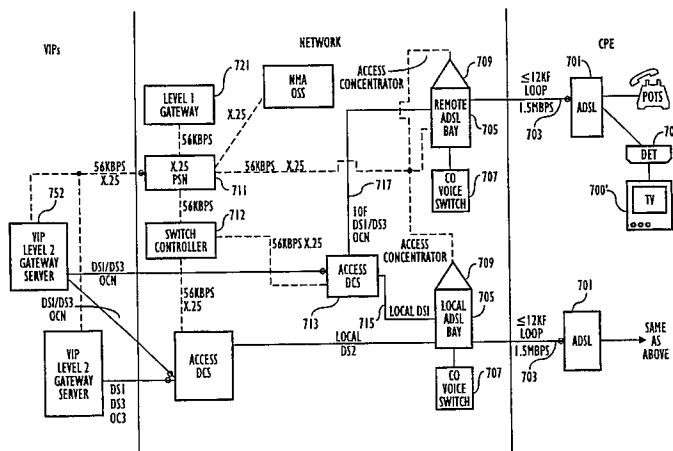 VIPs
NETWORK
CPE
721
LEVEL 1
GATEWAY
NMA
OSS
X.25
ACCESS
CONCENTRATOR
709
REMOTE
ADSL
BAY
705
≤12KF
LOOP
1.5MBPS
703
701
ADSL
POTS
DET
700'
TV
56KBPS
X.25
56KBPS
X.25
PSN
711
56KBPS X.25
717
CO
VOICE
SWITCH
707
752
VIP
LEVEL 2
GATEWAY
SERVER
56KBPS
712
SWITCH
CONTROLLER
56KBPS X.25
IOF
DS1/DS3
OCN
ACCESS
CONCENTRATOR
709
DS1/DS3
OCN
ACCESS
DCS
713
715
LOCAL DS1
LOCAL
ADSL
BAY
705
DS1/DS3
OCN
56KBPS
X.25
≤12KF
LOOP
1.5MBPS
703
701
ADSL
SAME
AS
ABOVE
VIP
LEVEL 2
GATEWAY
SERVER
DS1
DS3
OC3
ACCESS
DCS
LOCAL
DS2
CO
VOICE
SWITCH
707